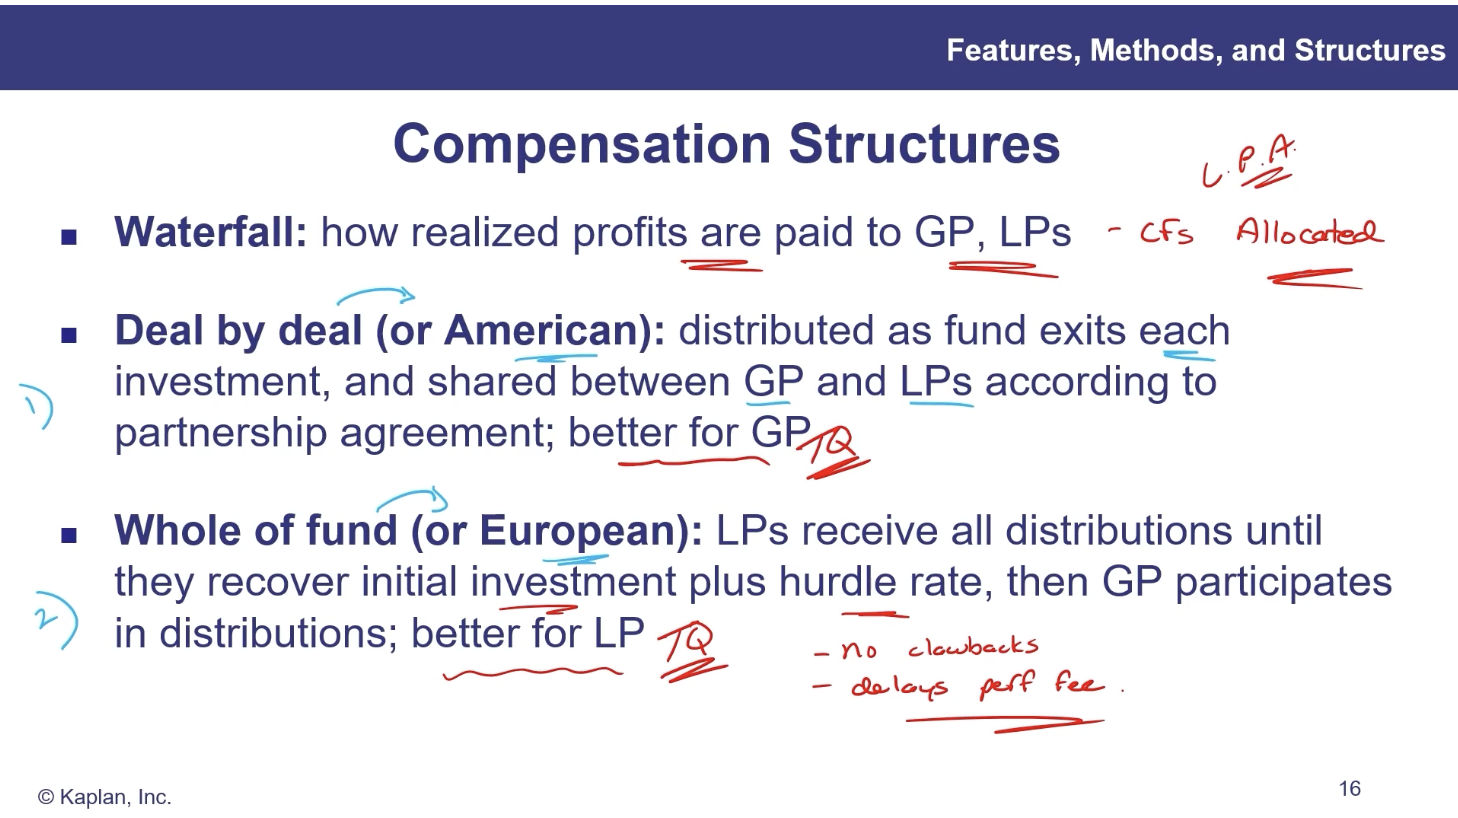 Features, Methods, and Structures
Compensation Structures
L.P.A.
■ Waterfall: how realized profits are paid to GP, LPs - CFs Allocated
■ Deal by deal (or American): distributed as fund exits each
investment, and shared between GP and LPs according to
1)
partnership agreement; better for GP TQ
■ Whole of fund (or European): LPs receive all distributions until
they recover initial investment plus hurdle rate, then GP participates
2)
in distributions; better for LP TQ
- no clawbacks
- delays perf fee.
© Kaplan, Inc.
16